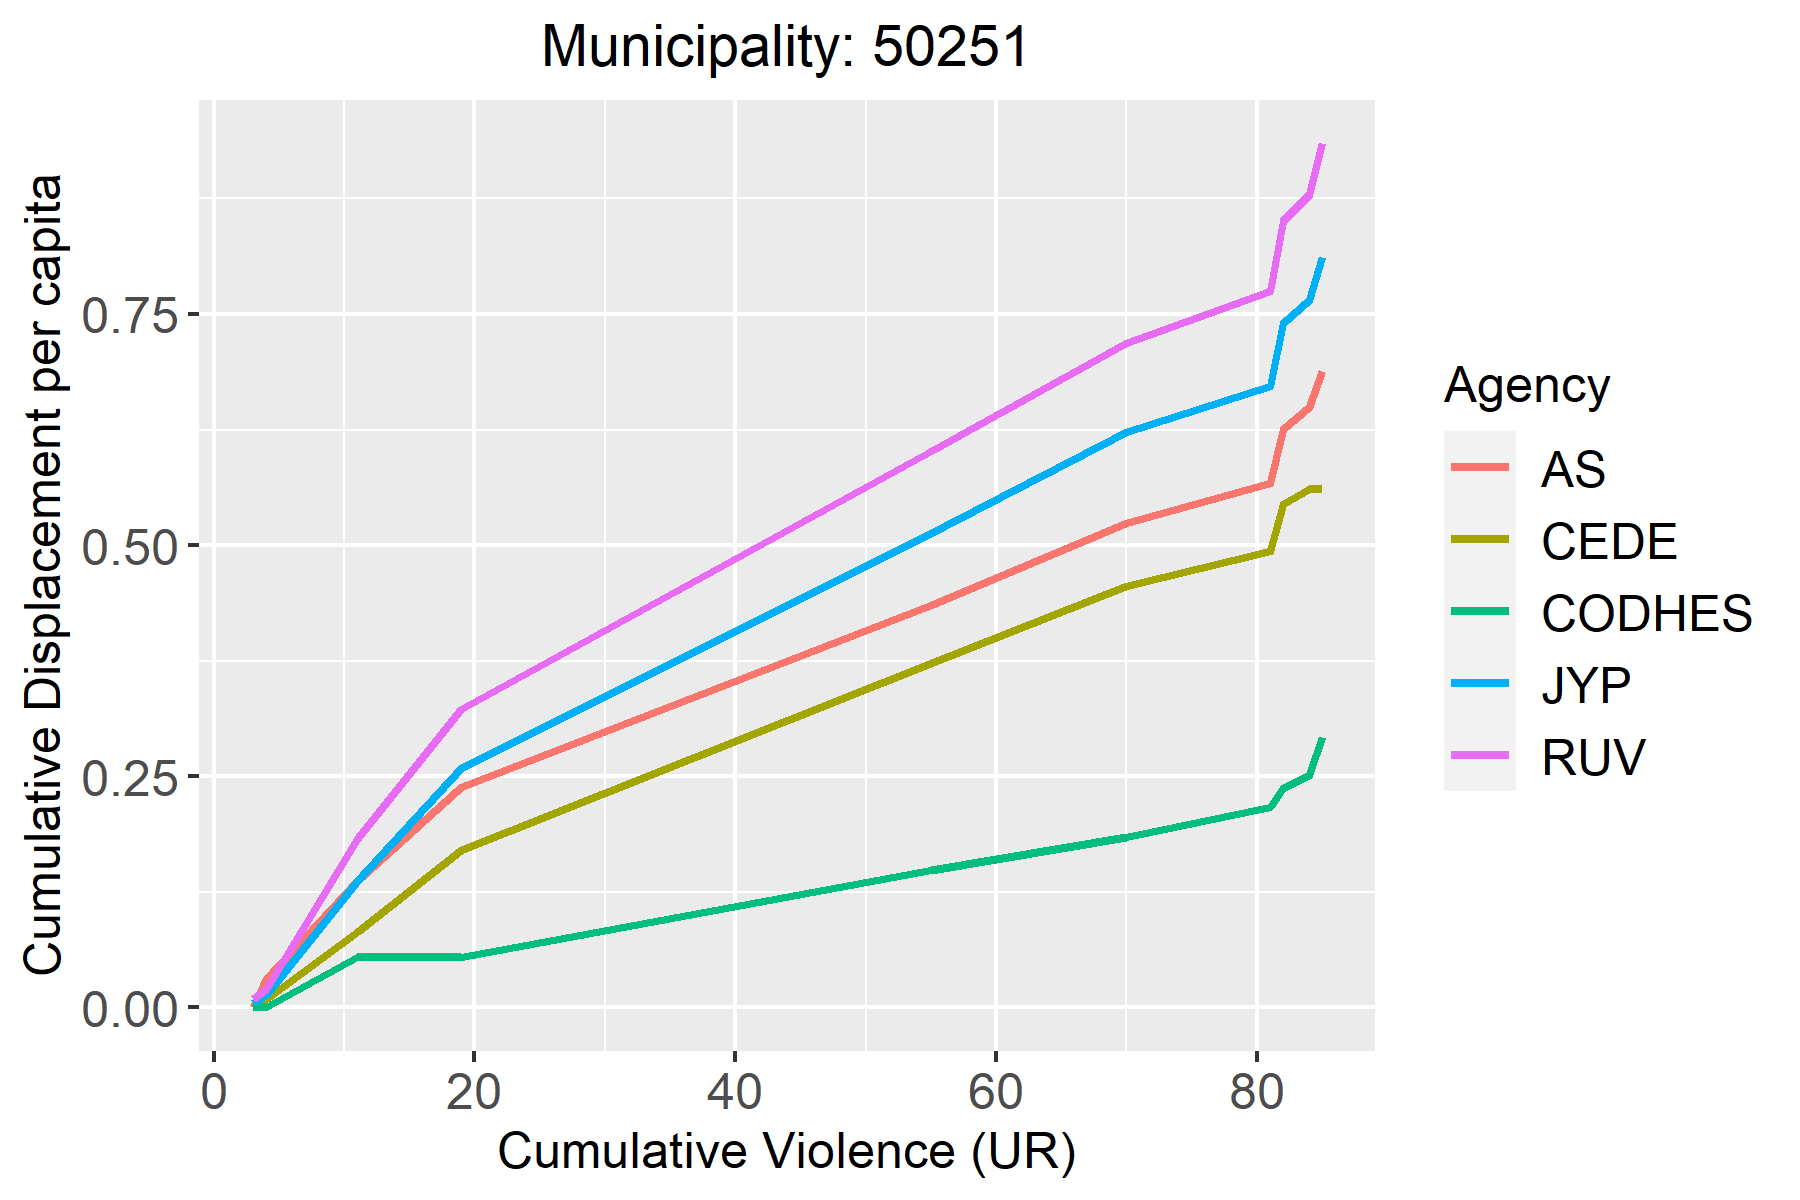 Municipality: 50251
Cumulative Displacement per capita
0.75
0.50
0.25
0.00
0
20
40
60
80
Cumulative Violence (UR)
Agency
AS
CEDE
CODHES
JYP
RUV